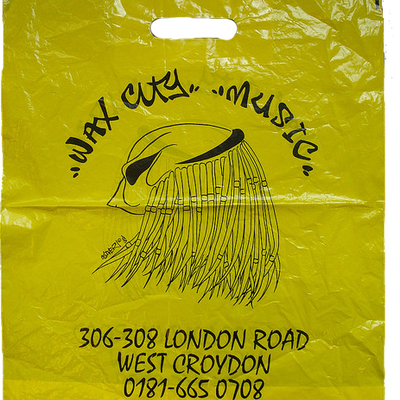 "WAX CITY" "MUSIC"
306-308 LONDON ROAD
WEST CROYDON
0181-665 0708